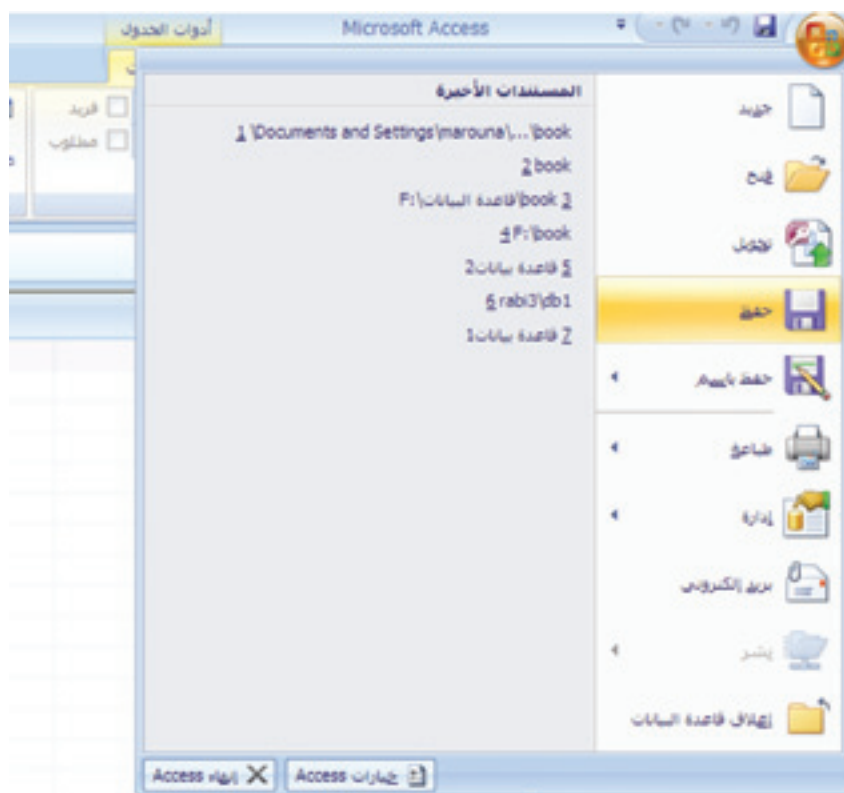 Microsoft Access
أدوات الجدول
فريد
مطلوب
جديد
فتح
تحويل
حفظ
حفظ باسم
طباعة
إدارة
بريد إلكتروني
نشر
إغلاق قاعدة البيانات
المستندات الأخيرة
1 \Documents and Settings\marouna\...\book
2 book
3 book\قاعدة البيانات\:F
4 F:\book
5 قاعدة بيانات2
6 rabi3\db1
7 قاعدة بيانات1
خيارات Access
إنهاء Access